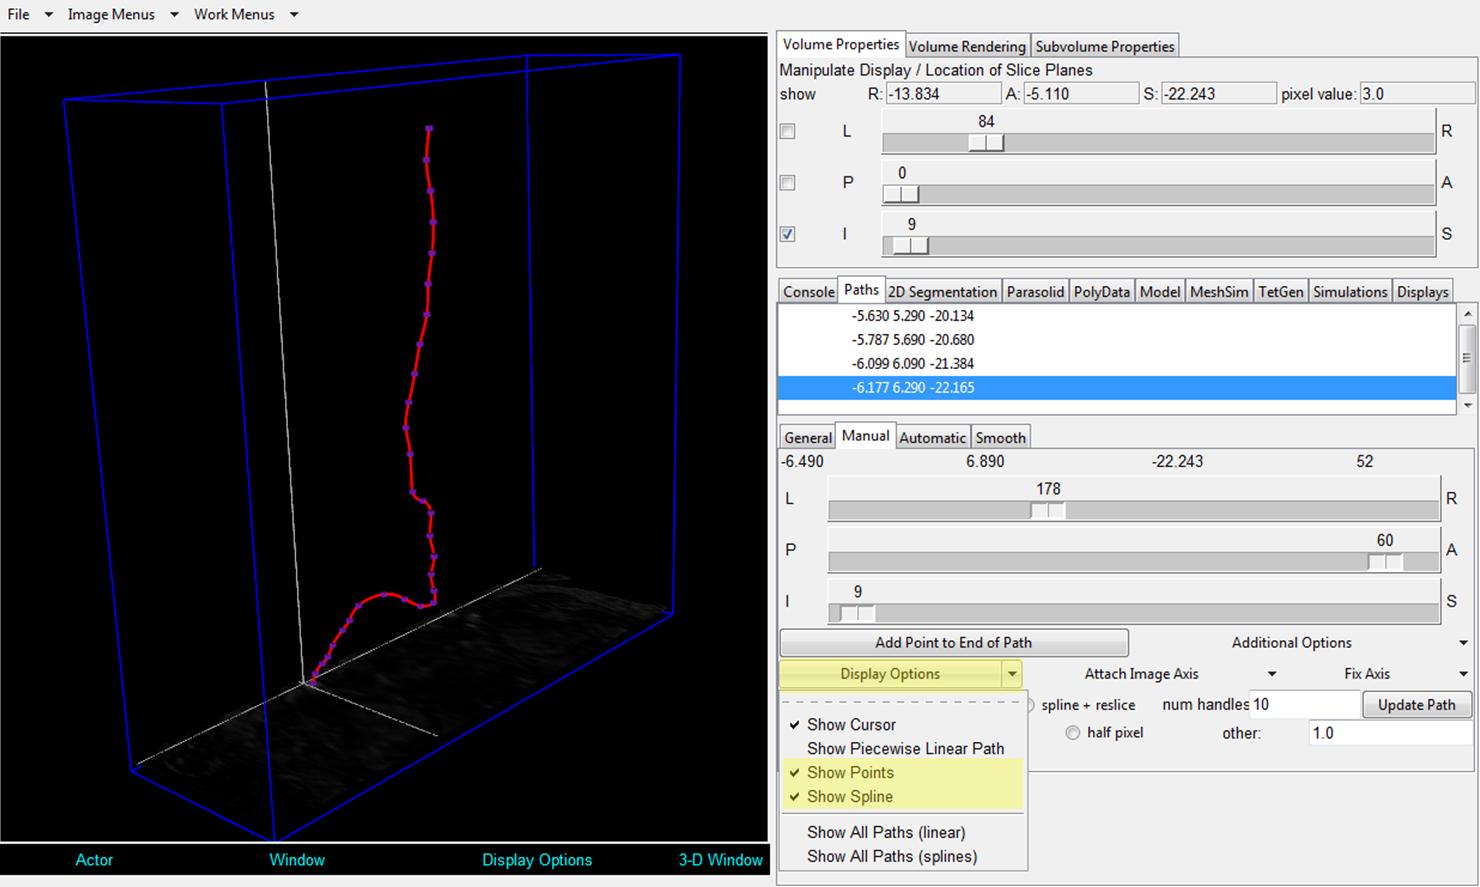 File Image Menus Work Menus
Volume Properties Volume Rendering Subvolume Properties
Manipulate Display / Location of Slice Planes
show R: -13.834 A: -5.110 S: -22.243 pixel value: 3.0
84
L R
0
P A
9
I S
Console Paths 2D Segmentation Parasolid PolyData Model MeshSim TetGen Simulations Displays
-5.630 5.290 -20.134
-5.787 5.690 -20.680
-6.099 6.090 -21.384
-6.177 6.290 -22.165
General Manual Automatic Smooth
-6.490 6.890 -22.243 52
178
L R
60
P A
9
I S
Add Point to End of Path Additional Options
Display Options Attach Image Axis Fix Axis
spline + reslice num handles 10 Update Path
Show Cursor
half pixel other: 1.0
Show Piecewise Linear Path
Show Points
Show Spline
Show All Paths (linear)
Show All Paths (splines)
Actor Window Display Options 3-D Window